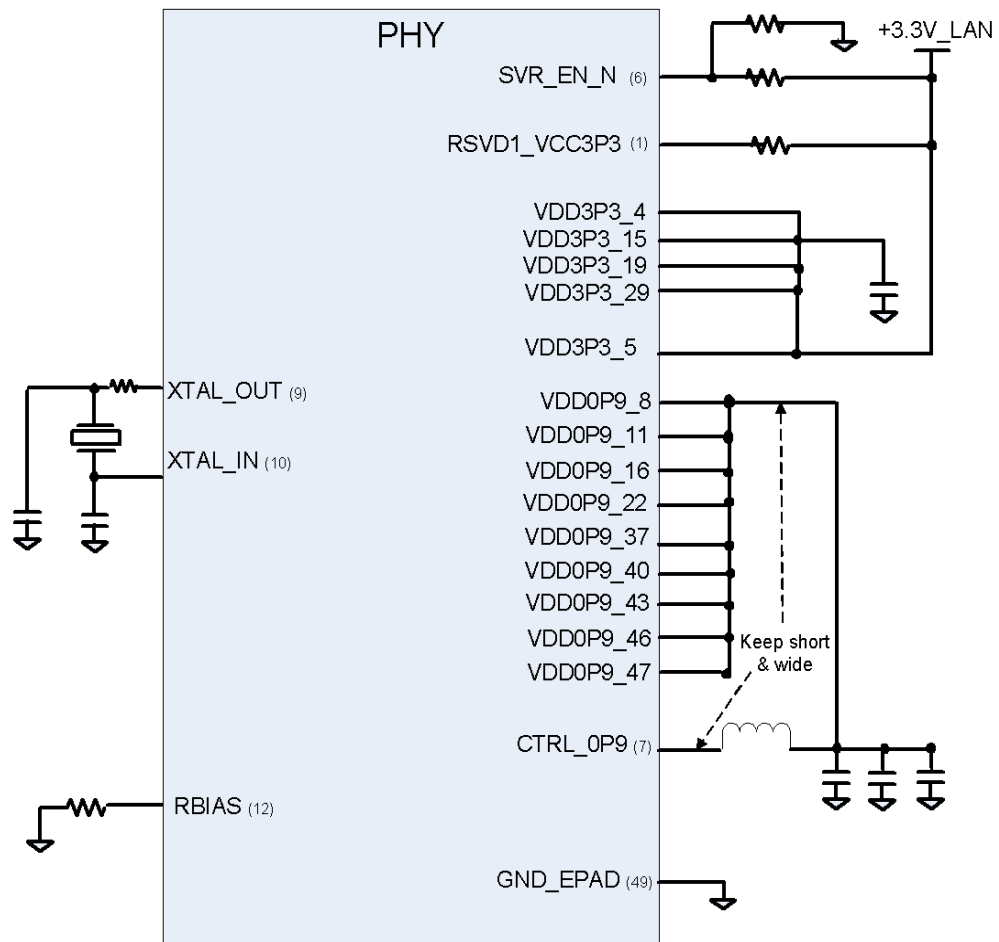 PHY
+3.3V_LAN
SVR_EN_N (6)
RSVD1_VCC3P3 (1)
VDD3P3_4
VDD3P3_15
VDD3P3_19
VDD3P3_29
VDD3P3_5
XTAL_OUT (9)
XTAL_IN (10)
VDD0P9_8
VDD0P9_11
VDD0P9_16
VDD0P9_22
VDD0P9_37
VDD0P9_40
VDD0P9_43
VDD0P9_46
VDD0P9_47
Keep short
& wide
CTRL_0P9 (7)
RBIAS (12)
GND_EPAD (49)